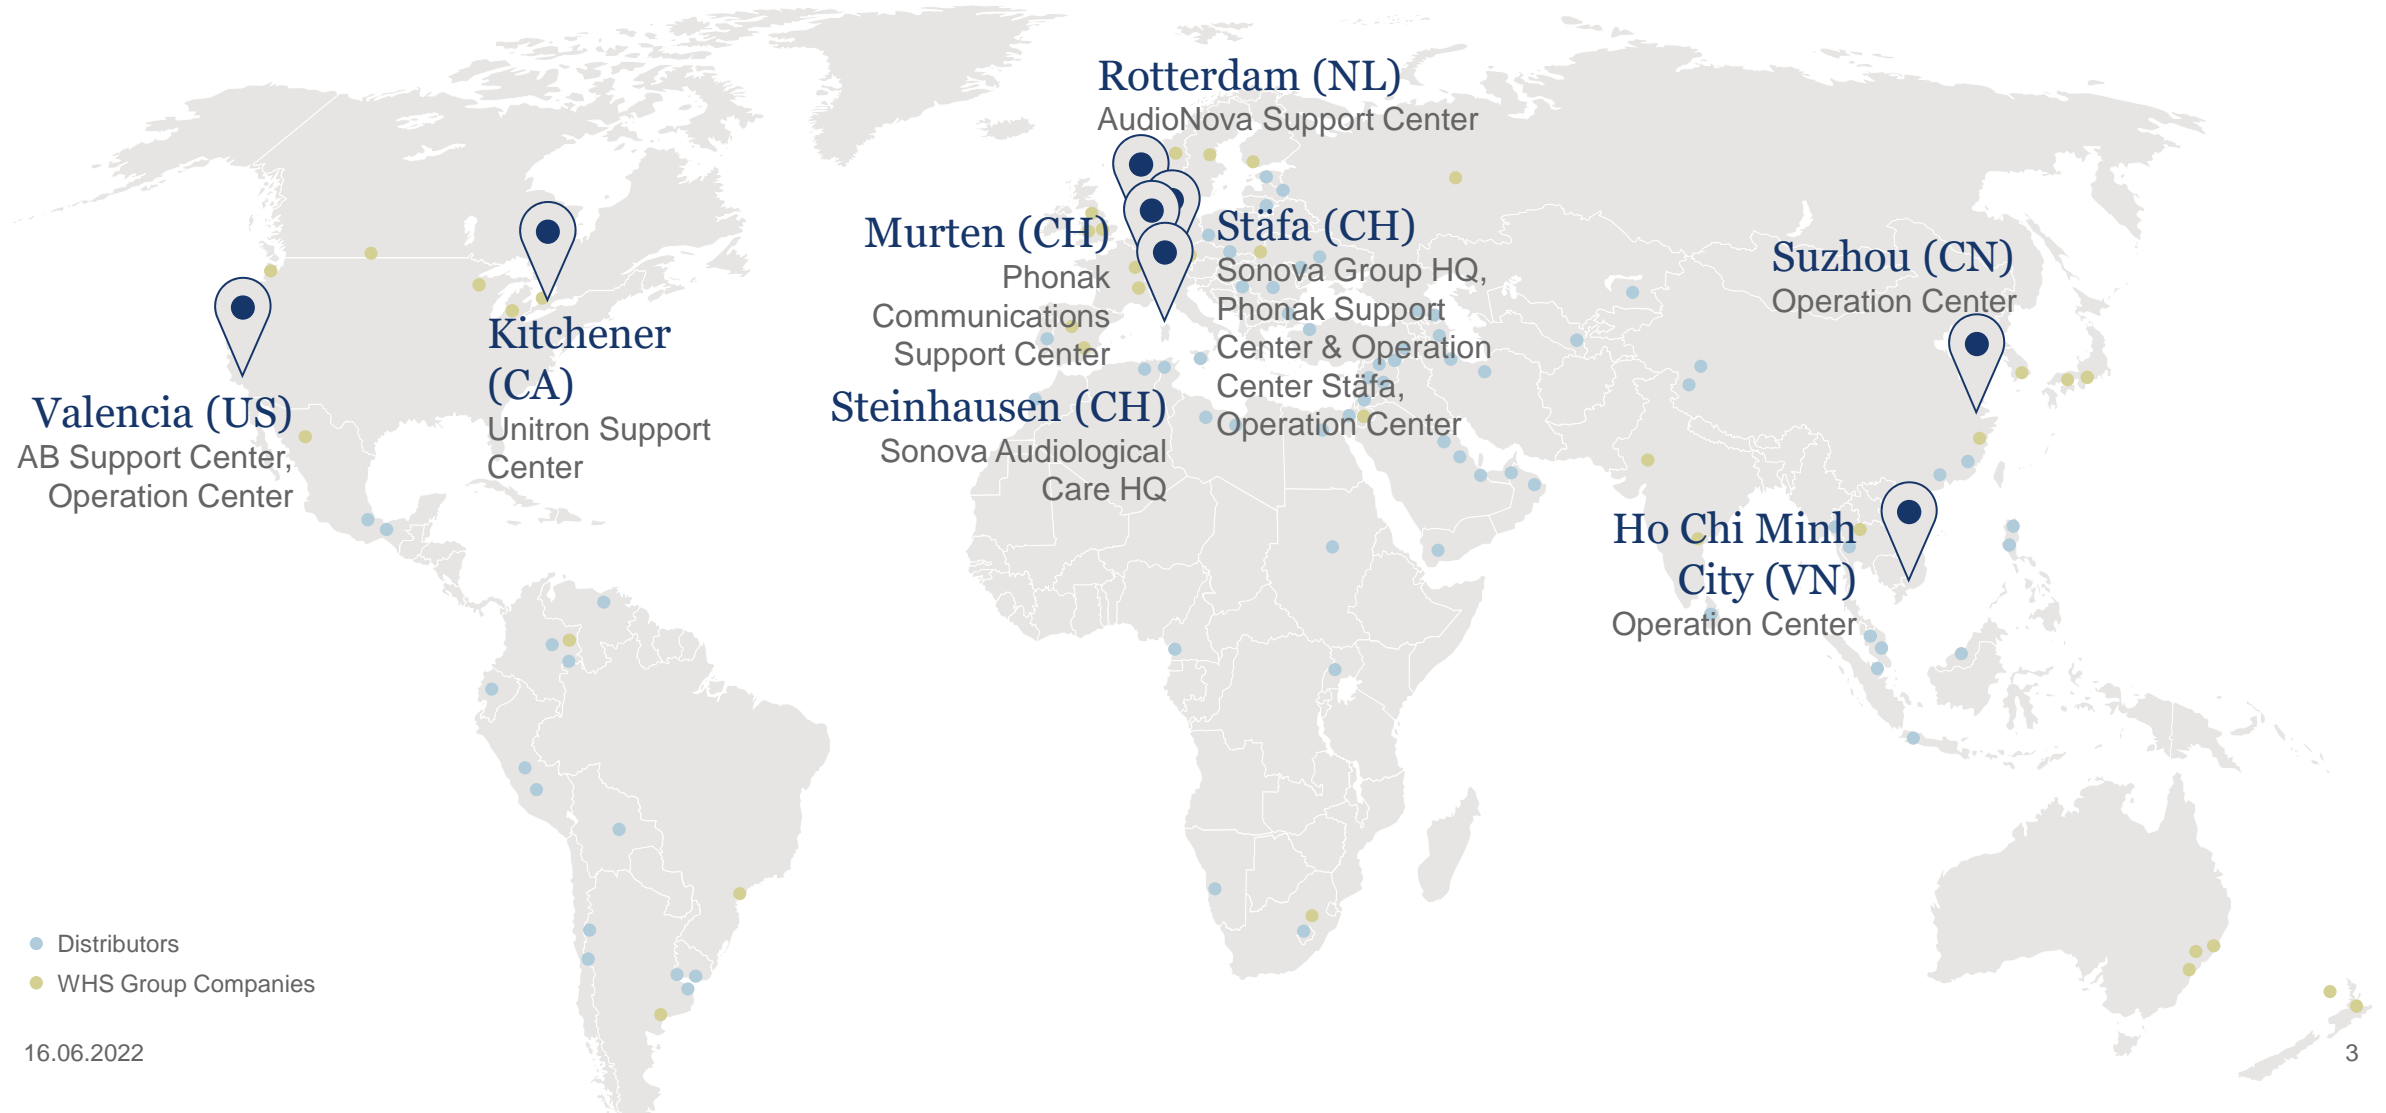 Rotterdam (NL)
AudioNova Support Center
Murten (CH)
Phonak
Communications
Support Center
Stäfa (CH)
Sonova Group HQ,
Phonak Support
Center & Operation
Center Stäfa,
Operation Center
Suzhou (CN)
Operation Center
Kitchener
(CA)
Unitron Support
Center
Valencia (US)
AB Support Center,
Operation Center
Steinhausen (CH)
Sonova Audiological
Care HQ
Ho Chi Minh
City (VN)
Operation Center
Distributors
WHS Group Companies
16.06.2022
3